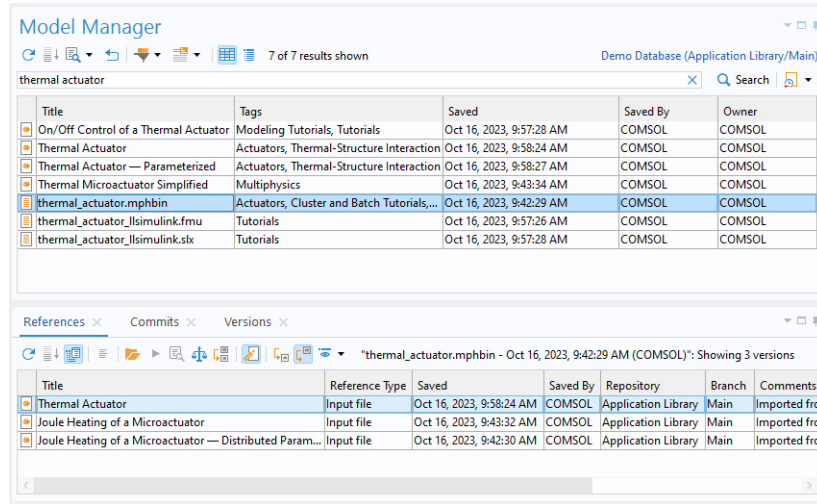 Model Manager
7 of 7 results shown Demo Database (Application Library/Main)
thermal actuator Search
Title Tags Saved Saved By Owner
On/Off Control of a Thermal Actuator Modeling Tutorials, Tutorials Oct 16, 2023, 9:57:28 AM COMSOL COMSOL
Thermal Actuator Actuators, Thermal-Structure Interaction Oct 16, 2023, 9:58:24 AM COMSOL COMSOL
Thermal Actuator — Parameterized Actuators, Thermal-Structure Interaction Oct 16, 2023, 9:58:27 AM COMSOL COMSOL
Thermal Microactuator Simplified Multiphysics Oct 16, 2023, 9:43:34 AM COMSOL COMSOL
thermal_actuator.mphbin Actuators, Cluster and Batch Tutorials,... Oct 16, 2023, 9:42:29 AM COMSOL COMSOL
thermal_actuator_llsimulink.fmu Tutorials Oct 16, 2023, 9:57:26 AM COMSOL COMSOL
thermal_actuator_llsimulink.slx Tutorials Oct 16, 2023, 9:57:28 AM COMSOL COMSOL
References Commits Versions
"thermal_actuator.mphbin - Oct 16, 2023, 9:42:29 AM (COMSOL)": Showing 3 versions
Title Reference Type Saved Saved By Repository Branch Comments
Thermal Actuator Input file Oct 16, 2023, 9:58:24 AM COMSOL Application Library Main Imported fro
Joule Heating of a Microactuator Input file Oct 16, 2023, 9:43:32 AM COMSOL Application Library Main Imported fro
Joule Heating of a Microactuator — Distributed Param... Input file Oct 16, 2023, 9:42:30 AM COMSOL Application Library Main Imported fro